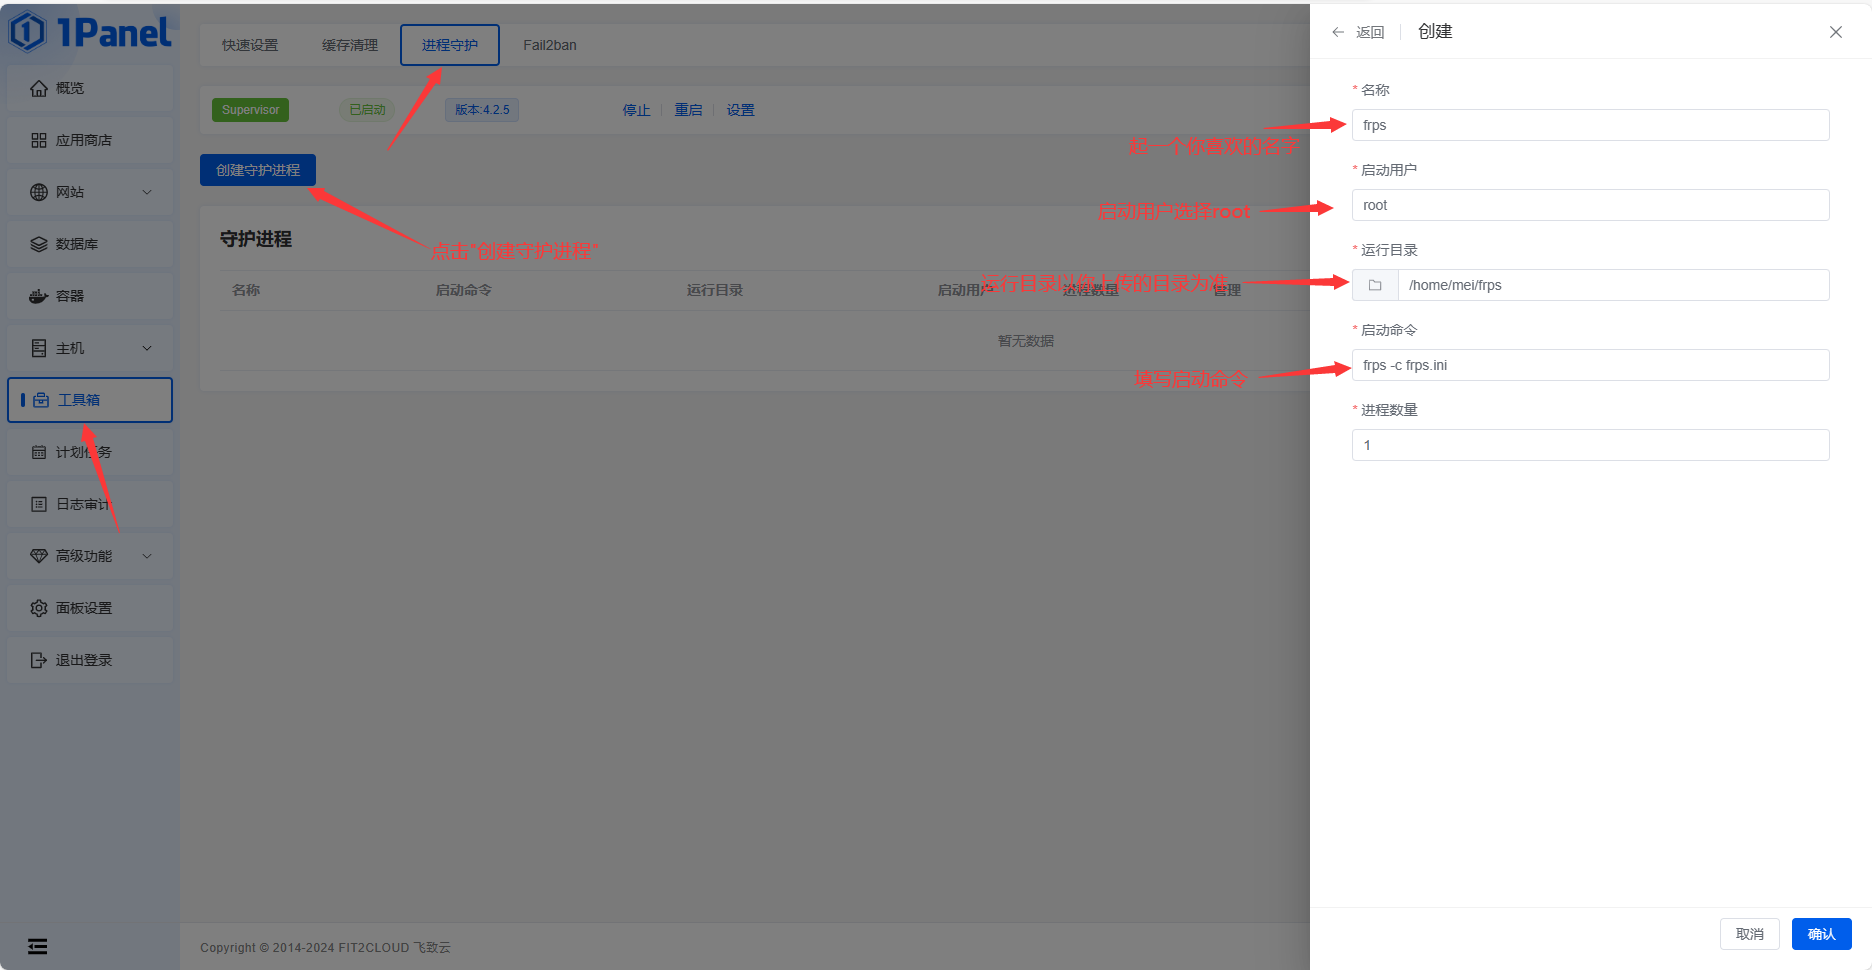 1Panel
概览
应用商店
网站
数据库
容器
主机
工具箱
计划任务
日志审计
高级功能
面板设置
退出登录
快速设置 缓存清理 进程守护 Fail2ban
Supervisor 已启动 版本:4.2.5 停止 重启 设置
创建守护进程
点击"创建守护进程"
守护进程
名称 启动命令 运行目录 启动用户 进程数量 管理
暂无数据
起一个你喜欢的名字
启动用户选择root
运行目录以你上传的目录为准
填写启动命令
Copyright © 2014-2024 FIT2CLOUD 飞致云
返回 创建
* 名称
frps
* 启动用户
root
* 运行目录
/home/mei/frps
* 启动命令
frps -c frps.ini
* 进程数量
1
取消 确认